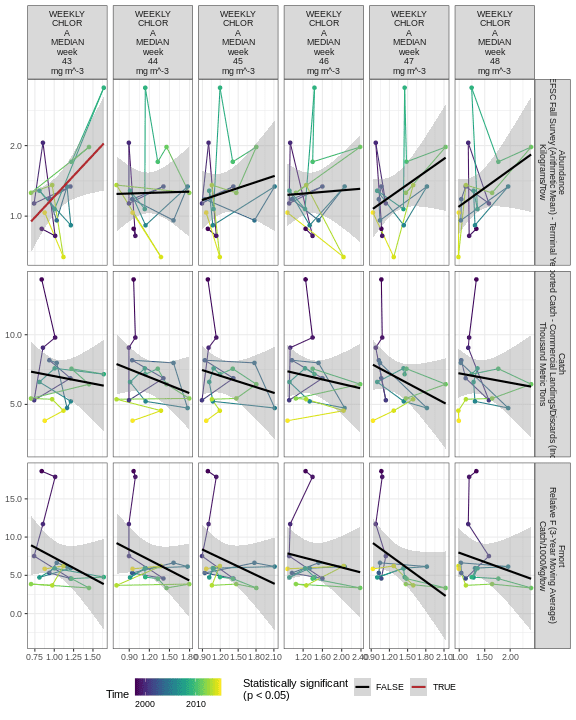 WEEKLY
CHLOR
A
MEDIAN
week
43
mg m^-3
WEEKLY
CHLOR
A
MEDIAN
week
44
mg m^-3
WEEKLY
CHLOR
A
MEDIAN
week
45
mg m^-3
WEEKLY
CHLOR
A
MEDIAN
week
46
mg m^-3
WEEKLY
CHLOR
A
MEDIAN
week
47
mg m^-3
WEEKLY
CHLOR
A
MEDIAN
week
48
mg m^-3
2.0
1.0
Abundance
Fall Survey (Arithmetic Mean) - Terminal
Kilograms/Tow
10.0
5.0
Catch
Catch - Commercial Landings/Discards
Thousand Metric Tons
15.0
10.0
5.0
0.0
Fmort
Relative F (3-Year Moving Average)
Catch/1000/kg/tow
0.75 1.00 1.25 1.50
0.90 1.20 1.50 1.80
0.90 1.20 1.50 1.80 2.10
1.20 1.60 2.00 2.40
0.90 1.20 1.50 1.80 2.10
1.00 1.50 2.00
Time
2000 2010
Statistically significant
(p < 0.05)
FALSE TRUE